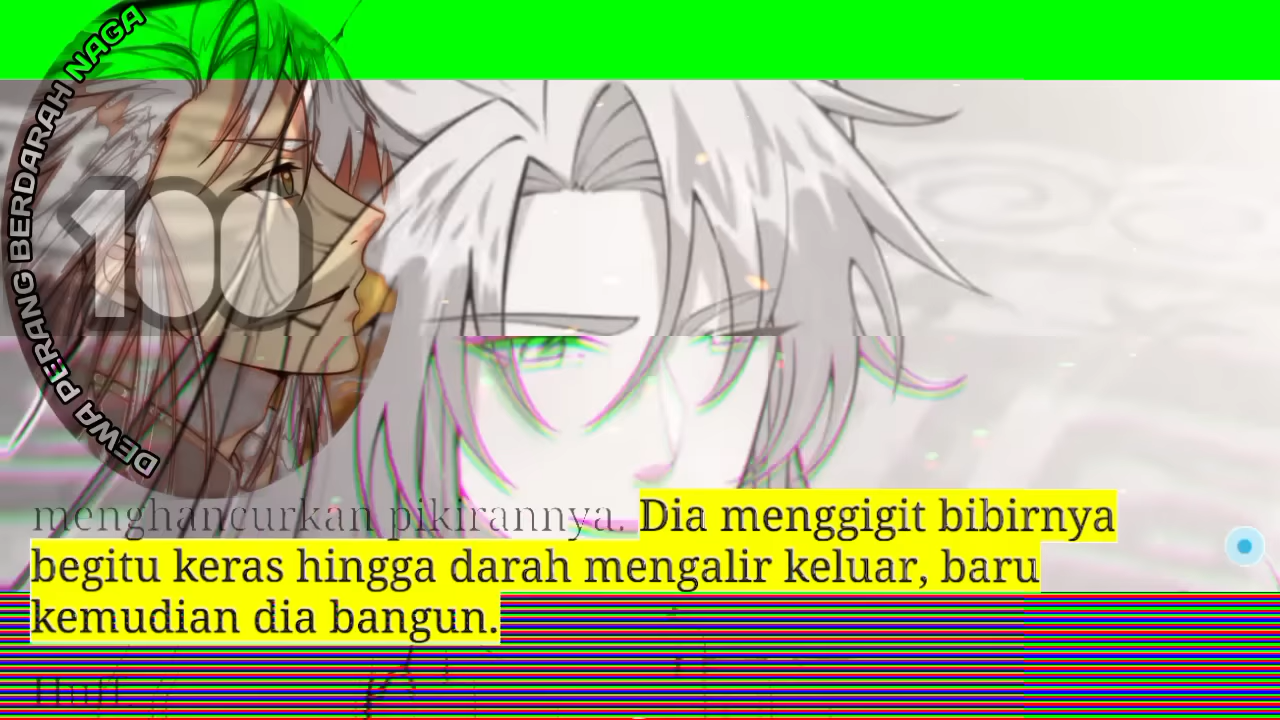 DEWA PERANG BERDARAH NAGA
100
menghancurkan pikirannya. Dia menggigit bibirnya
begitu keras hingga darah mengalir keluar, baru
kemudian dia bangun.